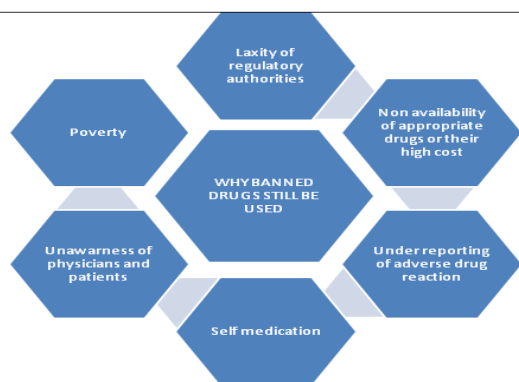 Laxity of
regulatory
authorities
Non availability
of appropriate
drugs or their
high cost
Under reporting
of adverse drug
reaction
Self medication
Unawarness of
physicians and
patients
Poverty
WHY BANNED
DRUGS STILL BE
USED